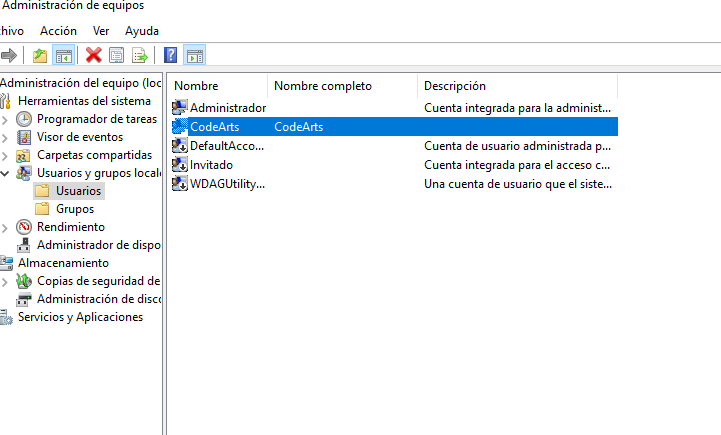 Administración de equipos
chivo Acción Ver Ayuda
Administración del equipo (loc
Herramientas del sistema
Programador de tareas
Visor de eventos
Carpetas compartidas
Usuarios y grupos locale
Usuarios
Grupos
Rendimiento
Administrador de dispo
Almacenamiento
Copias de seguridad de
Administración de disco
Servicios y Aplicaciones
Nombre Nombre completo Descripción
Administrador Cuenta integrada para la administ...
CodeArts CodeArts
DefaultAcco... Cuenta de usuario administrada p...
Invitado Cuenta integrada para el acceso c...
WDAGUtility... Una cuenta de usuario que el siste...